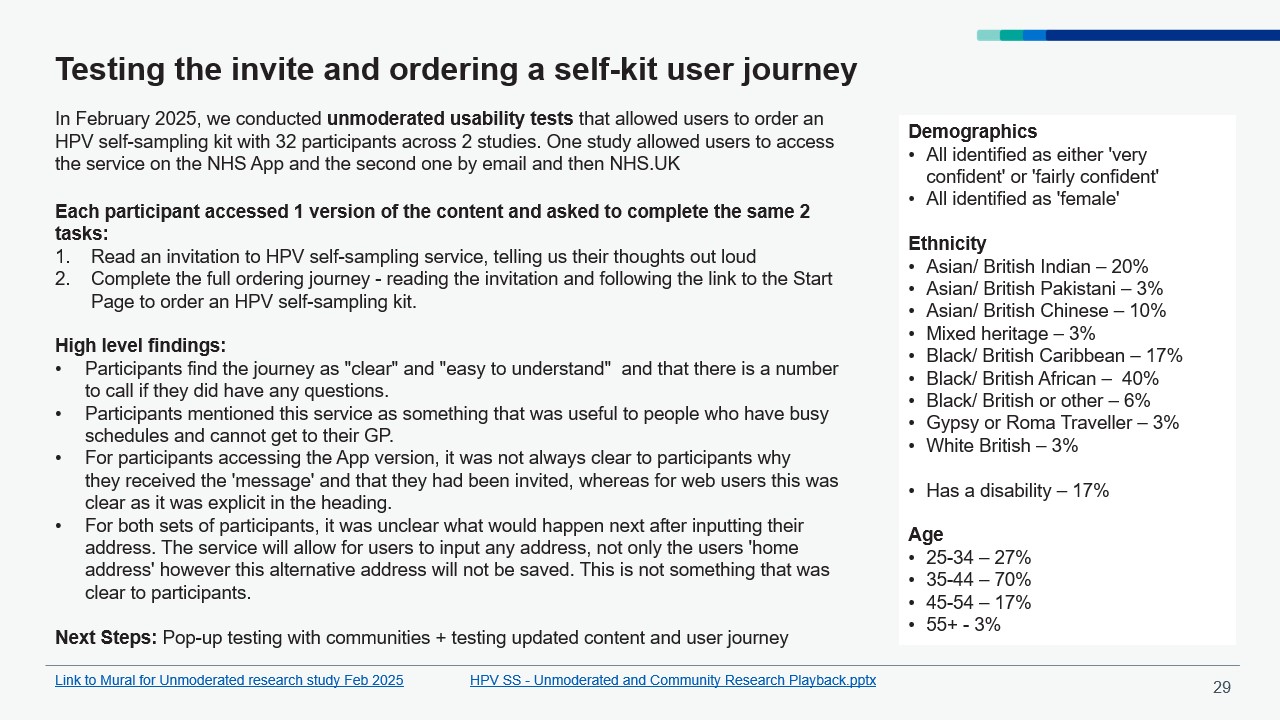 Testing the invite and ordering a self-kit user journey
In February 2025, we conducted unmoderated usability tests that allowed users to order an
HPV self-sampling kit with 32 participants across 2 studies. One study allowed users to access
the service on the NHS App and the second one by email and then NHS.UK
Each participant accessed 1 version of the content and asked to complete the same 2
tasks:
1. Read an invitation to HPV self-sampling service, telling us their thoughts out loud
2. Complete the full ordering journey - reading the invitation and following the link to the Start
Page to order an HPV self-sampling kit.
High level findings:
• Participants find the journey as "clear" and "easy to understand"  and that there is a number
to call if they did have any questions.
• Participants mentioned this service as something that was useful to people who have busy
schedules and cannot get to their GP.
• For participants accessing the App version, it was not always clear to participants why
they received the 'message' and that they had been invited, whereas for web users this was
clear as it was explicit in the heading.
• For both sets of participants, it was unclear what would happen next after inputting their
address. The service will allow for users to input any address, not only the users 'home
address' however this alternative address will not be saved. This is not something that was
clear to participants.
Next Steps: Pop-up testing with communities + testing updated content and user journey
Demographics
• All identified as either 'very
confident' or 'fairly confident'
• All identified as 'female'
Ethnicity
• Asian/ British Indian – 20%
• Asian/ British Pakistani – 3%
• Asian/ British Chinese – 10%
• Mixed heritage – 3%
• Black/ British Caribbean – 17%
• Black/ British African –  40%
• Black/ British or other – 6%
• Gypsy or Roma Traveller – 3%
• White British – 3%
• Has a disability – 17%
Age
• 25-34 – 27%
• 35-44 – 70%
• 45-54 – 17%
• 55+ - 3%
Link to Mural for Unmoderated research study Feb 2025
HPV SS - Unmoderated and Community Research Playback.pptx
29